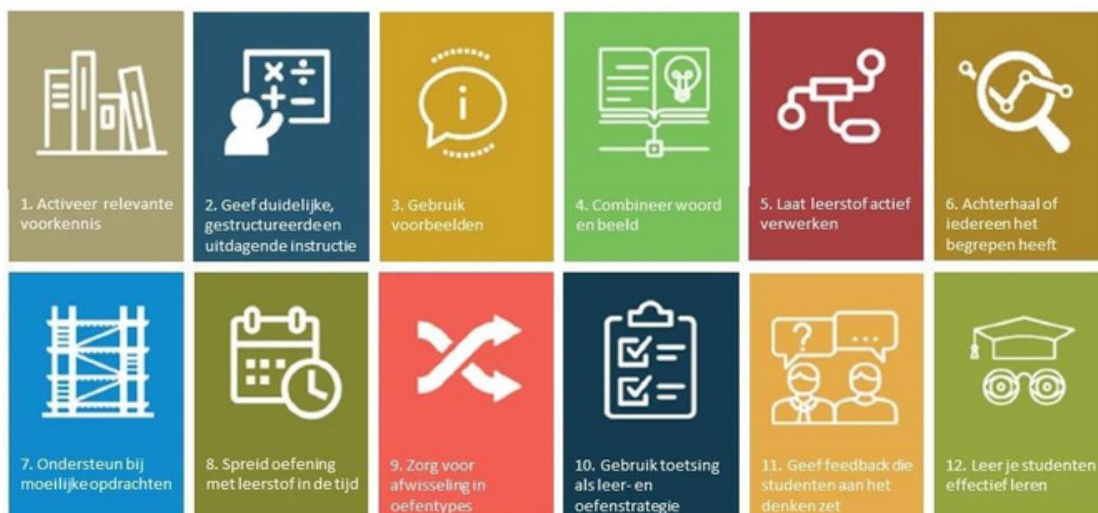 1. Activeer relevante
voorkennis
2. Geef duidelijke,
gestructureerde en
uitdagende instructie
3. Gebruik
voorbeelden
4. Combineer woord
en beeld
5. Laat leerstof actief
verwerken
6. Achterhaal of
iedereen het
begrepen heeft
7. Ondersteun bij
moeilijke opdrachten
8. Spreid oefening
met leerstof in de tijd
9. Zorg voor
afwisseling in
oefentypes
10. Gebruik toetsing
als leer- en
oefenstrategie
11. Geef feedback die
studenten aan het
denken zet
12. Leer je studenten
effectief leren